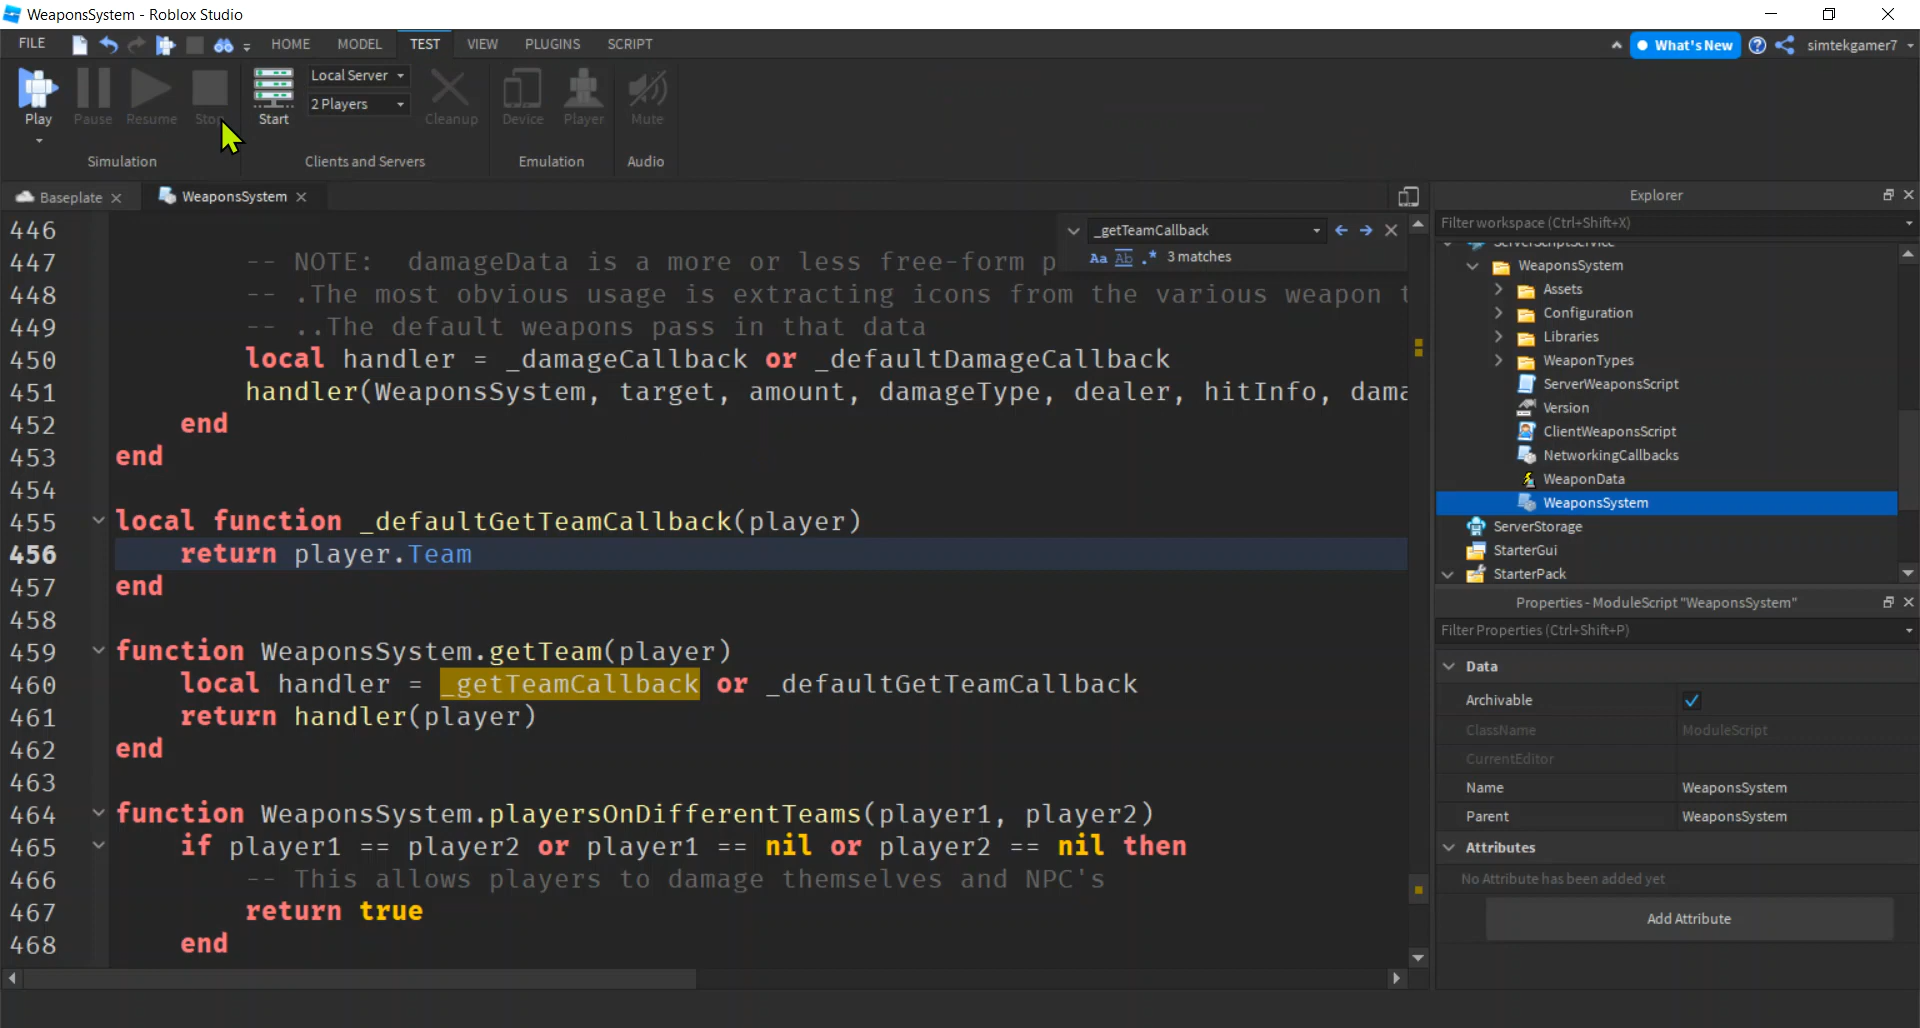 WeaponsSystem - Roblox Studio
FILE HOME MODEL TEST VIEW PLUGINS SCRIPT What's New simtekgamer7
Play Pause Resume Stop Start Local Server 2 Players Cleanup Device Player Mute
Simulation Clients and Servers Emulation Audio
Baseplate WeaponsSystem
_getTeamCallback
Aa Ab .* 3 matches
446
447 -- NOTE: damageData is a more or less free-form p
448 -- .The most obvious usage is extracting icons from the various weapon t
449 -- ..The default weapons pass in that data
450 local handler = _damageCallback or _defaultDamageCallback
451 handler(WeaponsSystem, target, amount, damageType, dealer, hitInfo, dama
452 end
453 end
454
455 local function _defaultGetTeamCallback(player)
456 return player.Team
457 end
458
459 function WeaponsSystem.getTeam(player)
460 local handler = _getTeamCallback or _defaultGetTeamCallback
461 return handler(player)
462 end
463
464 function WeaponsSystem.playersOnDifferentTeams(player1, player2)
465 if player1 == player2 or player1 == nil or player2 == nil then
466 -- This allows players to damage themselves and NPC's
467 return true
468 end
Explorer
Filter workspace (Ctrl+Shift+X)
ServerScriptService
WeaponsSystem
Assets
Configuration
Libraries
WeaponTypes
ServerWeaponsScript
Version
ClientWeaponsScript
NetworkingCallbacks
WeaponData
WeaponsSystem
ServerStorage
StarterGui
StarterPack
Properties - ModuleScript "WeaponsSystem"
Filter Properties (Ctrl+Shift+P)
Data
Archivable
ClassName ModuleScript
CurrentEditor
Name WeaponsSystem
Parent WeaponsSystem
Attributes
No Attribute has been added yet
Add Attribute